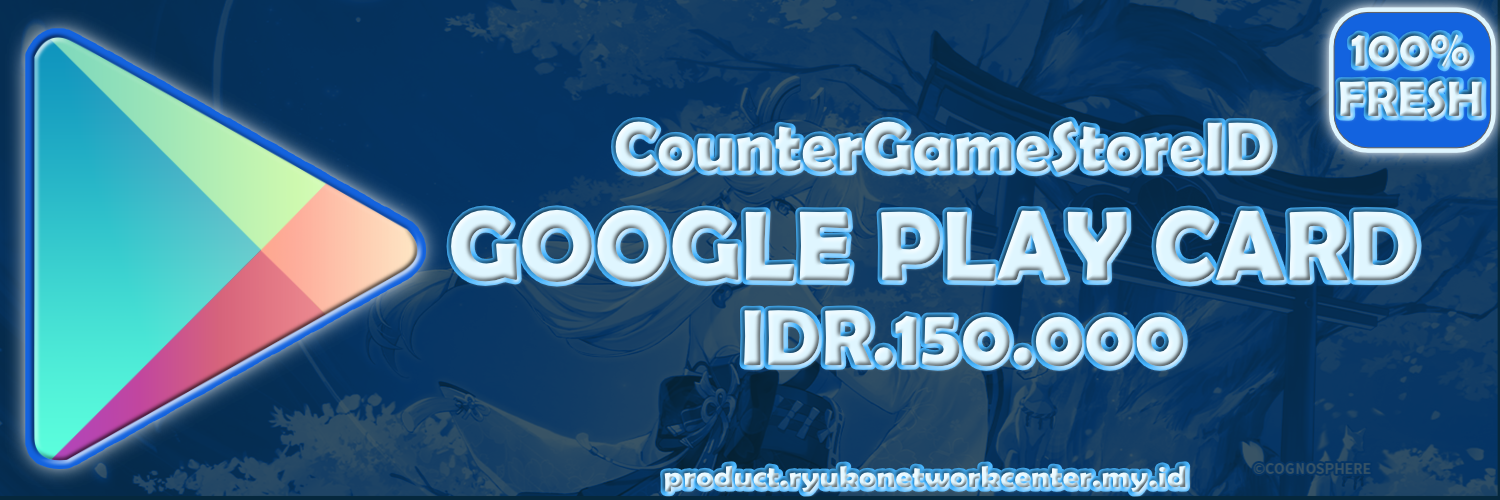 100%
FRESH
CounterGameStoreID
GOOGLE PLAY CARD
IDR.150.000
product.ryukonetworkcenter.my.id
©COGNOSPHERE